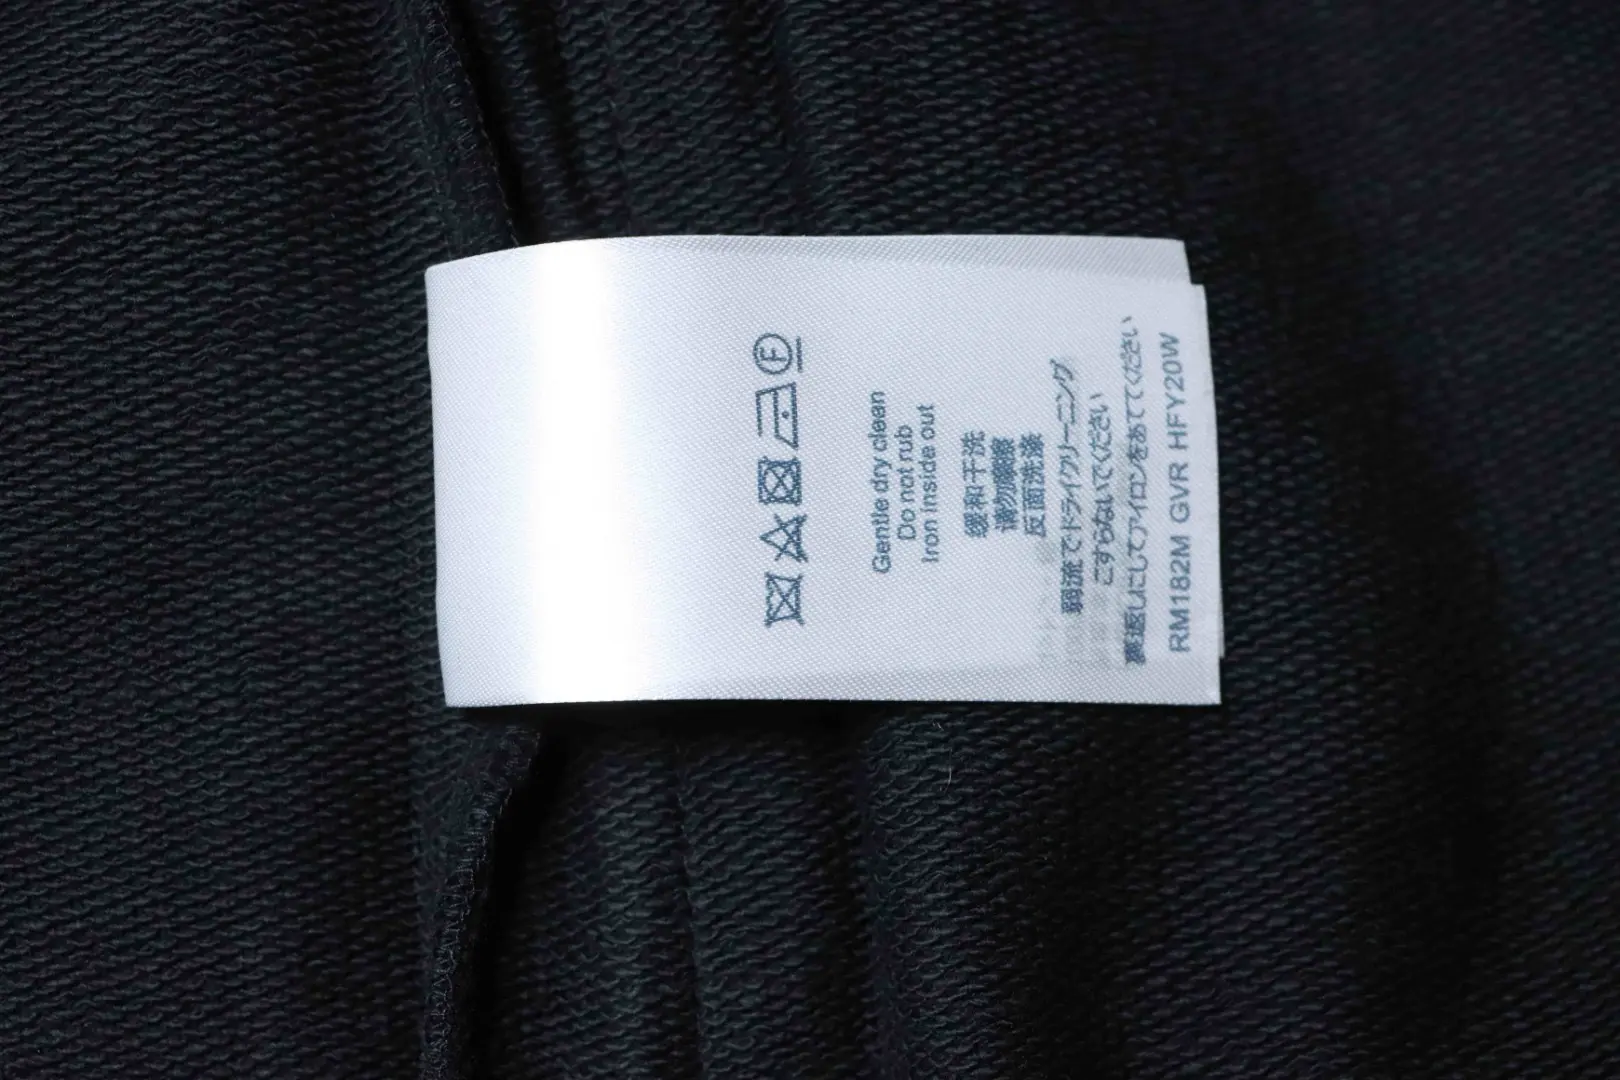 Gentle dry clean
Do not rub
Iron inside out
缓和干洗
请勿摩擦
反面洗涤
弱流でドライクリーニング
こすらないでください
裏返しにしてアイロンをあててください
RM182M GVR HFY20W